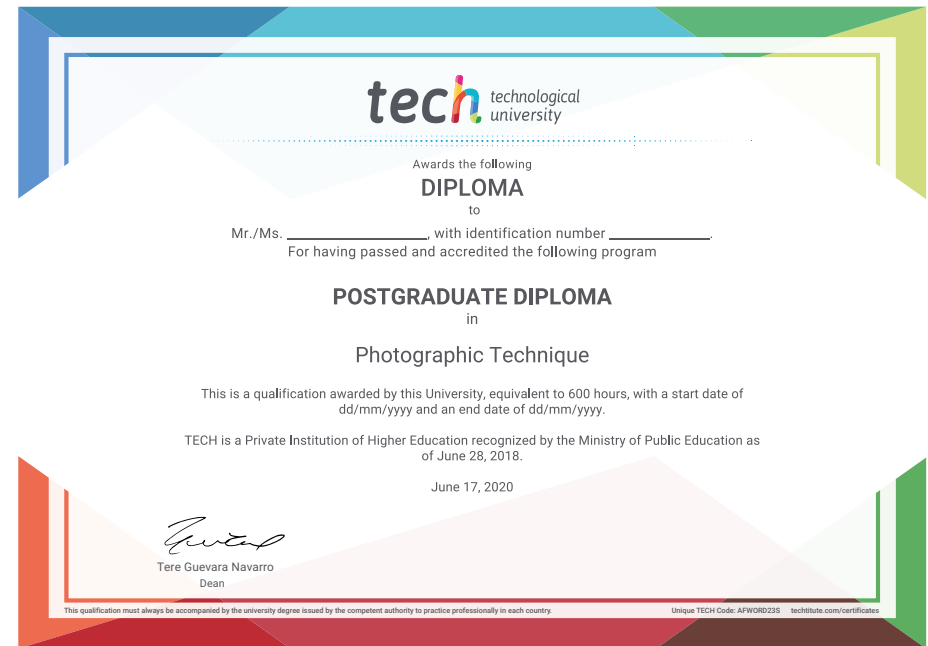 tech technological
university
Awards the following
DIPLOMA
to
Mr./Ms. ____________________, with identification number ______________.
For having passed and accredited the following program
POSTGRADUATE DIPLOMA
in
Photographic Technique
This is a qualification awarded by this University, equivalent to 600 hours, with a start date of
dd/mm/yyyy and an end date of dd/mm/yyyy.
TECH is a Private Institution of Higher Education recognized by the Ministry of Public Education as
of June 28, 2018.
June 17, 2020
Tere Guevara Navarro
Dean
This qualification must always be accompanied by the university degree issued by the competent authority to practice professionally in each country. Unique TECH Code: AFWORD23S techtitute.com/certificates